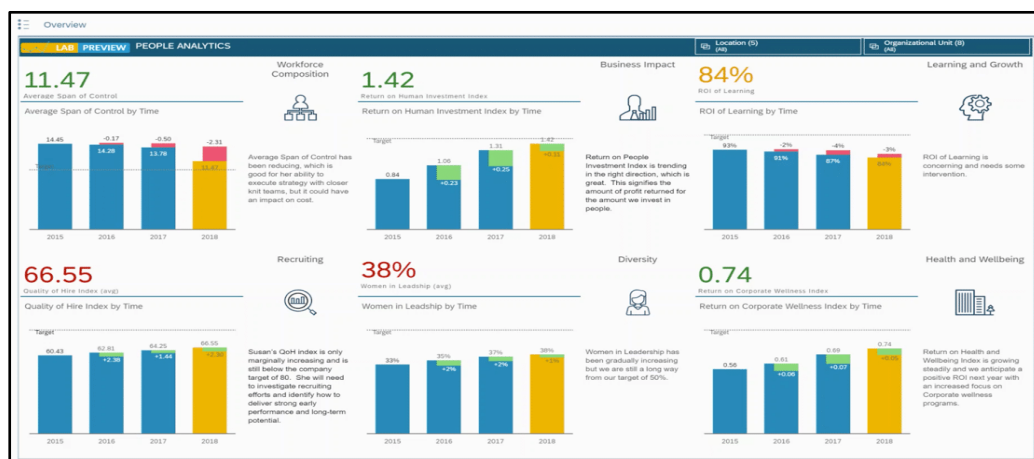 Overview
LAB PREVIEW PEOPLE ANALYTICS
Location (5)
(All)
Organizational Unit (8)
(All)
11.47
Average Span of Control
Workforce
Composition
Average Span of Control by Time
14.45
-0.17
-0.50
-2.31
14.28
13.78
11.47
2015
2016
2017
2018
Average Span of Control has
been reducing, which is
good for her ability to
execute strategy with closer
knit teams, but it could have
an impact on cost.
1.42
Return on Human Investment Index
Business Impact
Return on Human Investment Index by Time
Target
0.84
1.06
1.31
1.42
+0.23
+0.25
+0.11
2015
2016
2017
2018
Return on People
Investment Index is trending
in the right direction, which
is great. This signifies the
amount of profit returned for
the amount we invest in
people.
84%
ROI of Learning
Learning and Growth
ROI of Learning by Time
Target
93%
-2%
-4%
-3%
91%
87%
84%
2015
2016
2017
2018
ROI of Learning is
concerning and needs some
intervention.
66.55
Quality of Hire Index (avg)
Recruiting
Quality of Hire Index by Time
Target
60.43
62.81
64.25
66.55
+2.38
+1.44
+2.30
2015
2016
2017
2018
Susan's QoH index is only
marginally increasing and is
still below the company
target of 80. She will need
to investigate recruiting
efforts and identify how to
deliver strong early
performance and long-term
potential.
38%
Women in Leadship (avg)
Diversity
Women in Leadship by Time
Target
33%
35%
37%
38%
+2%
+2%
+1%
2015
2016
2017
2018
Women in Leadership has
been gradually increasing
but we are still a long way
from our target of 50%.
0.74
Return on Corporate Wellness Index
Health and Wellbeing
Return on Corporate Wellness Index by Time
Target
0.56
0.61
0.69
0.74
+0.06
+0.07
+0.05
2015
2016
2017
2018
Return on Health and
Wellbeing Index is growing
steadily and we anticipate a
positive ROI next year with
an increased focus on
Corporate wellness
programs.